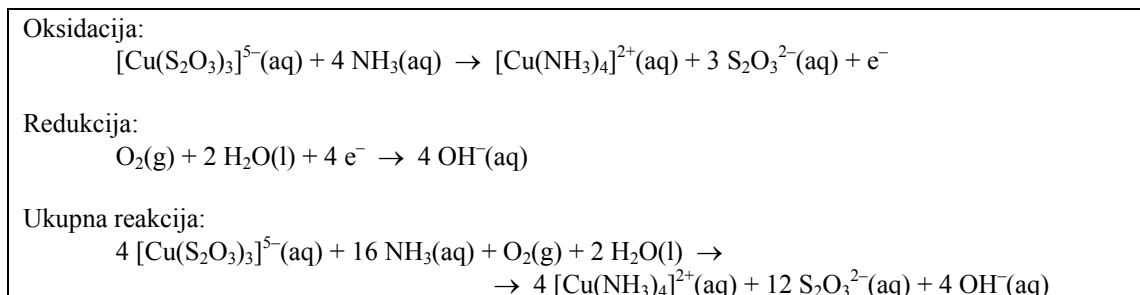 Oksidacija:
[Cu(S₂O₃)₃]⁵⁻(aq) + 4 NH₃(aq) → [Cu(NH₃)₄]²⁺(aq) + 3 S₂O₃²⁻(aq) + e⁻
Redukcija:
O₂(g) + 2 H₂O(l) + 4 e⁻ → 4 OH⁻(aq)
Ukupna reakcija:
4 [Cu(S₂O₃)₃]⁵⁻(aq) + 16 NH₃(aq) + O₂(g) + 2 H₂O(l) →
→ 4 [Cu(NH₃)₄]²⁺(aq) + 12 S₂O₃²⁻(aq) + 4 OH⁻(aq)